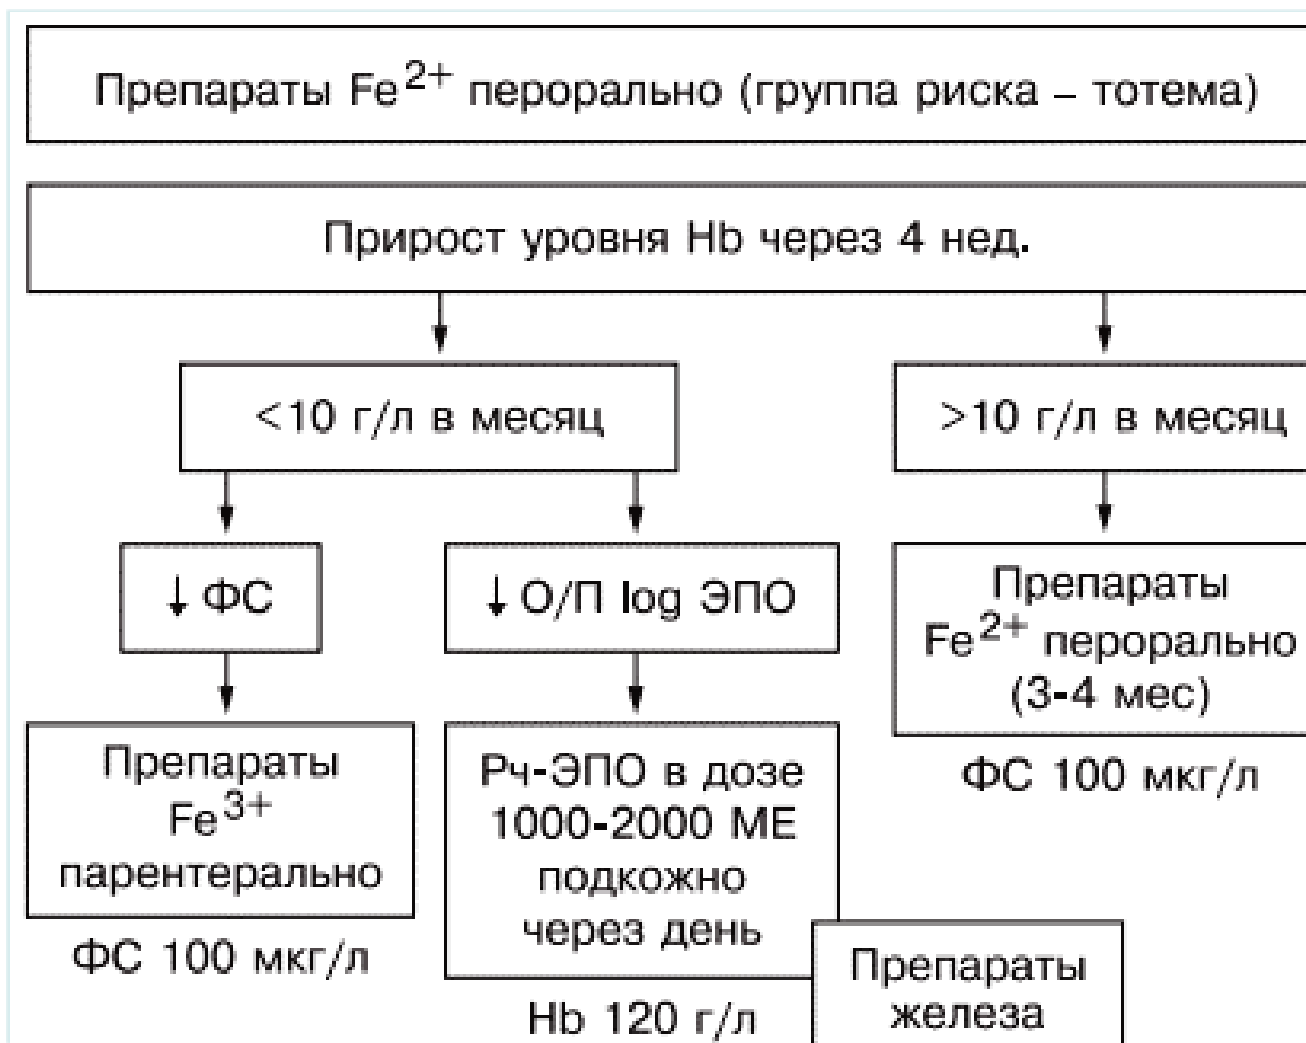 Препараты Fe2+ перорально (группа риска – тотема)
Прирост уровня Hb через 4 нед.
<10 г/л в месяц
>10 г/л в месяц
↓ ФС
↓ О/П log ЭПО
Препараты
Fe2+ перорально
(3-4 мес)
ФС 100 мкг/л
Препараты
Fe3+
парентерально
ФС 100 мкг/л
Рч-ЭПО в дозе
1000-2000 МЕ
подкожно
через день
Hb 120 г/л
Препараты
железа